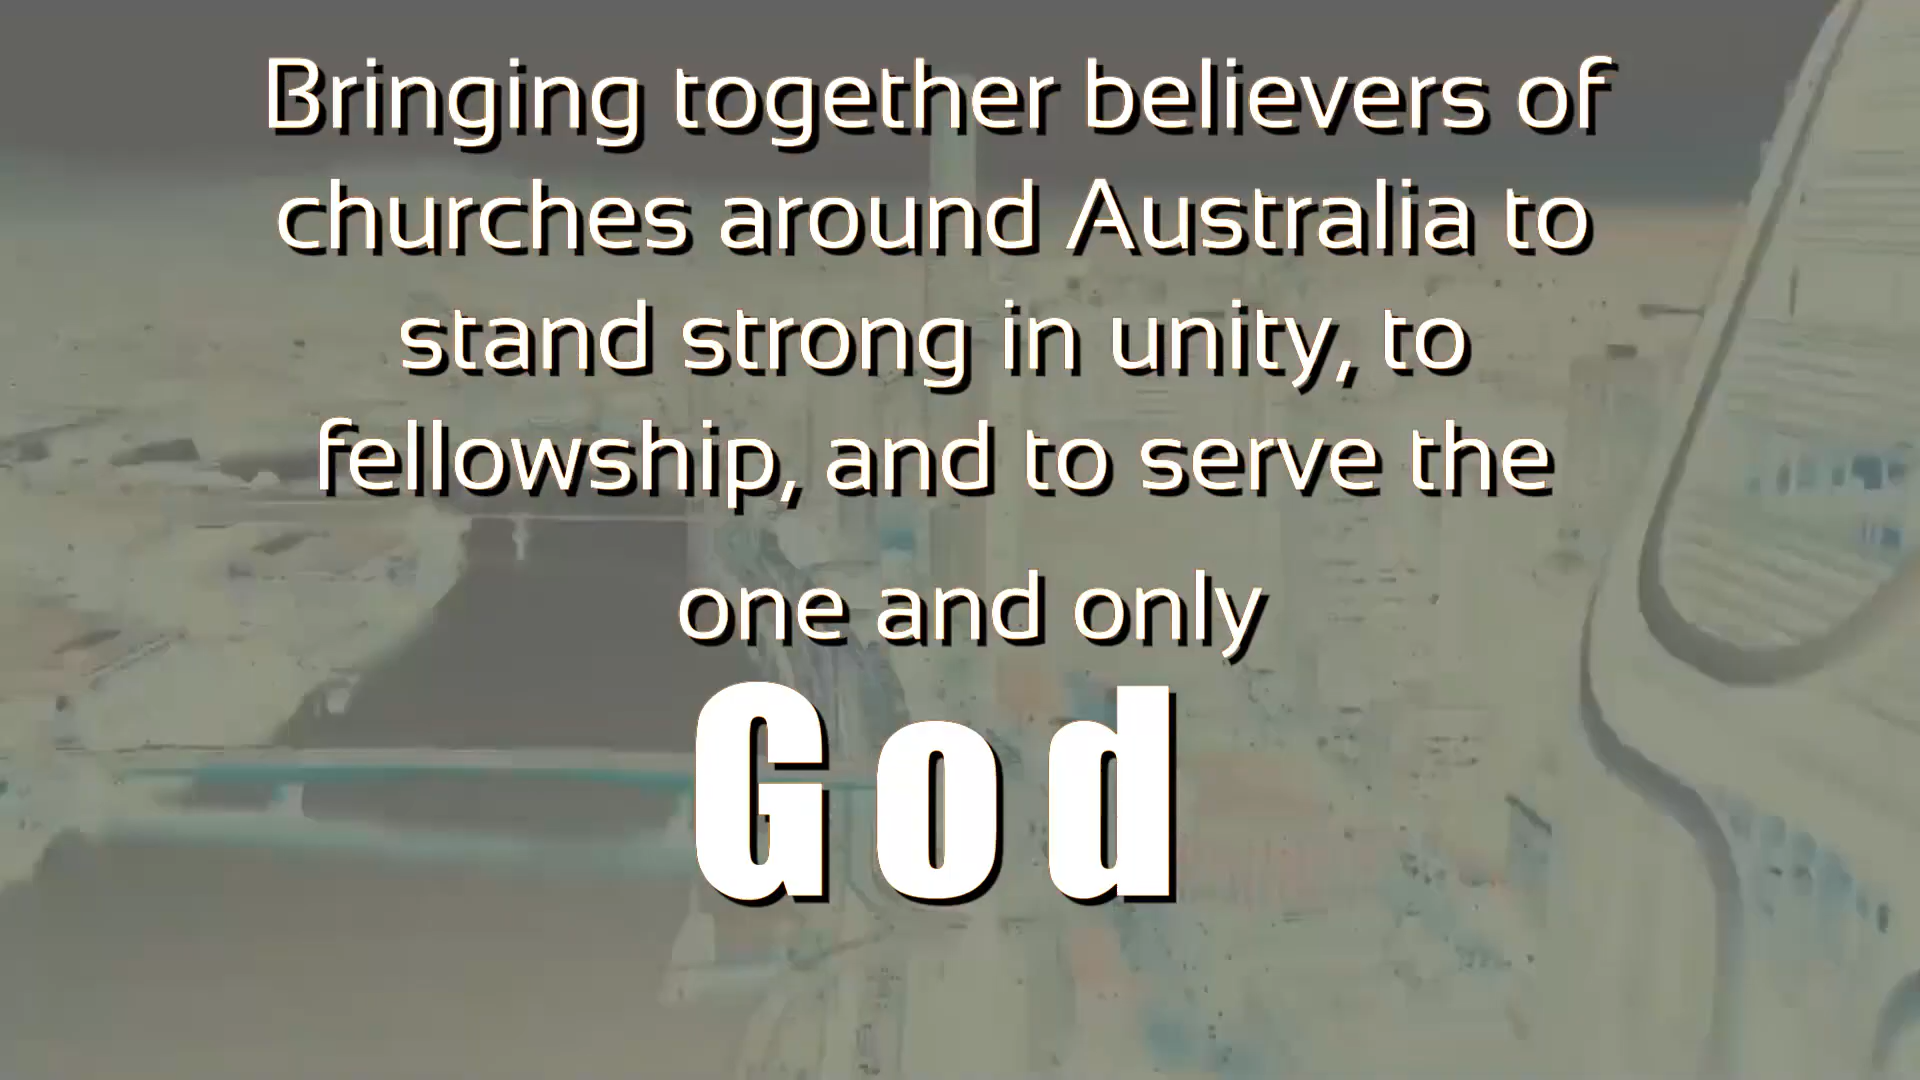 Bringing together believers of
churches around Australia to
stand strong in unity, to
fellowship, and to serve the
one and only
God